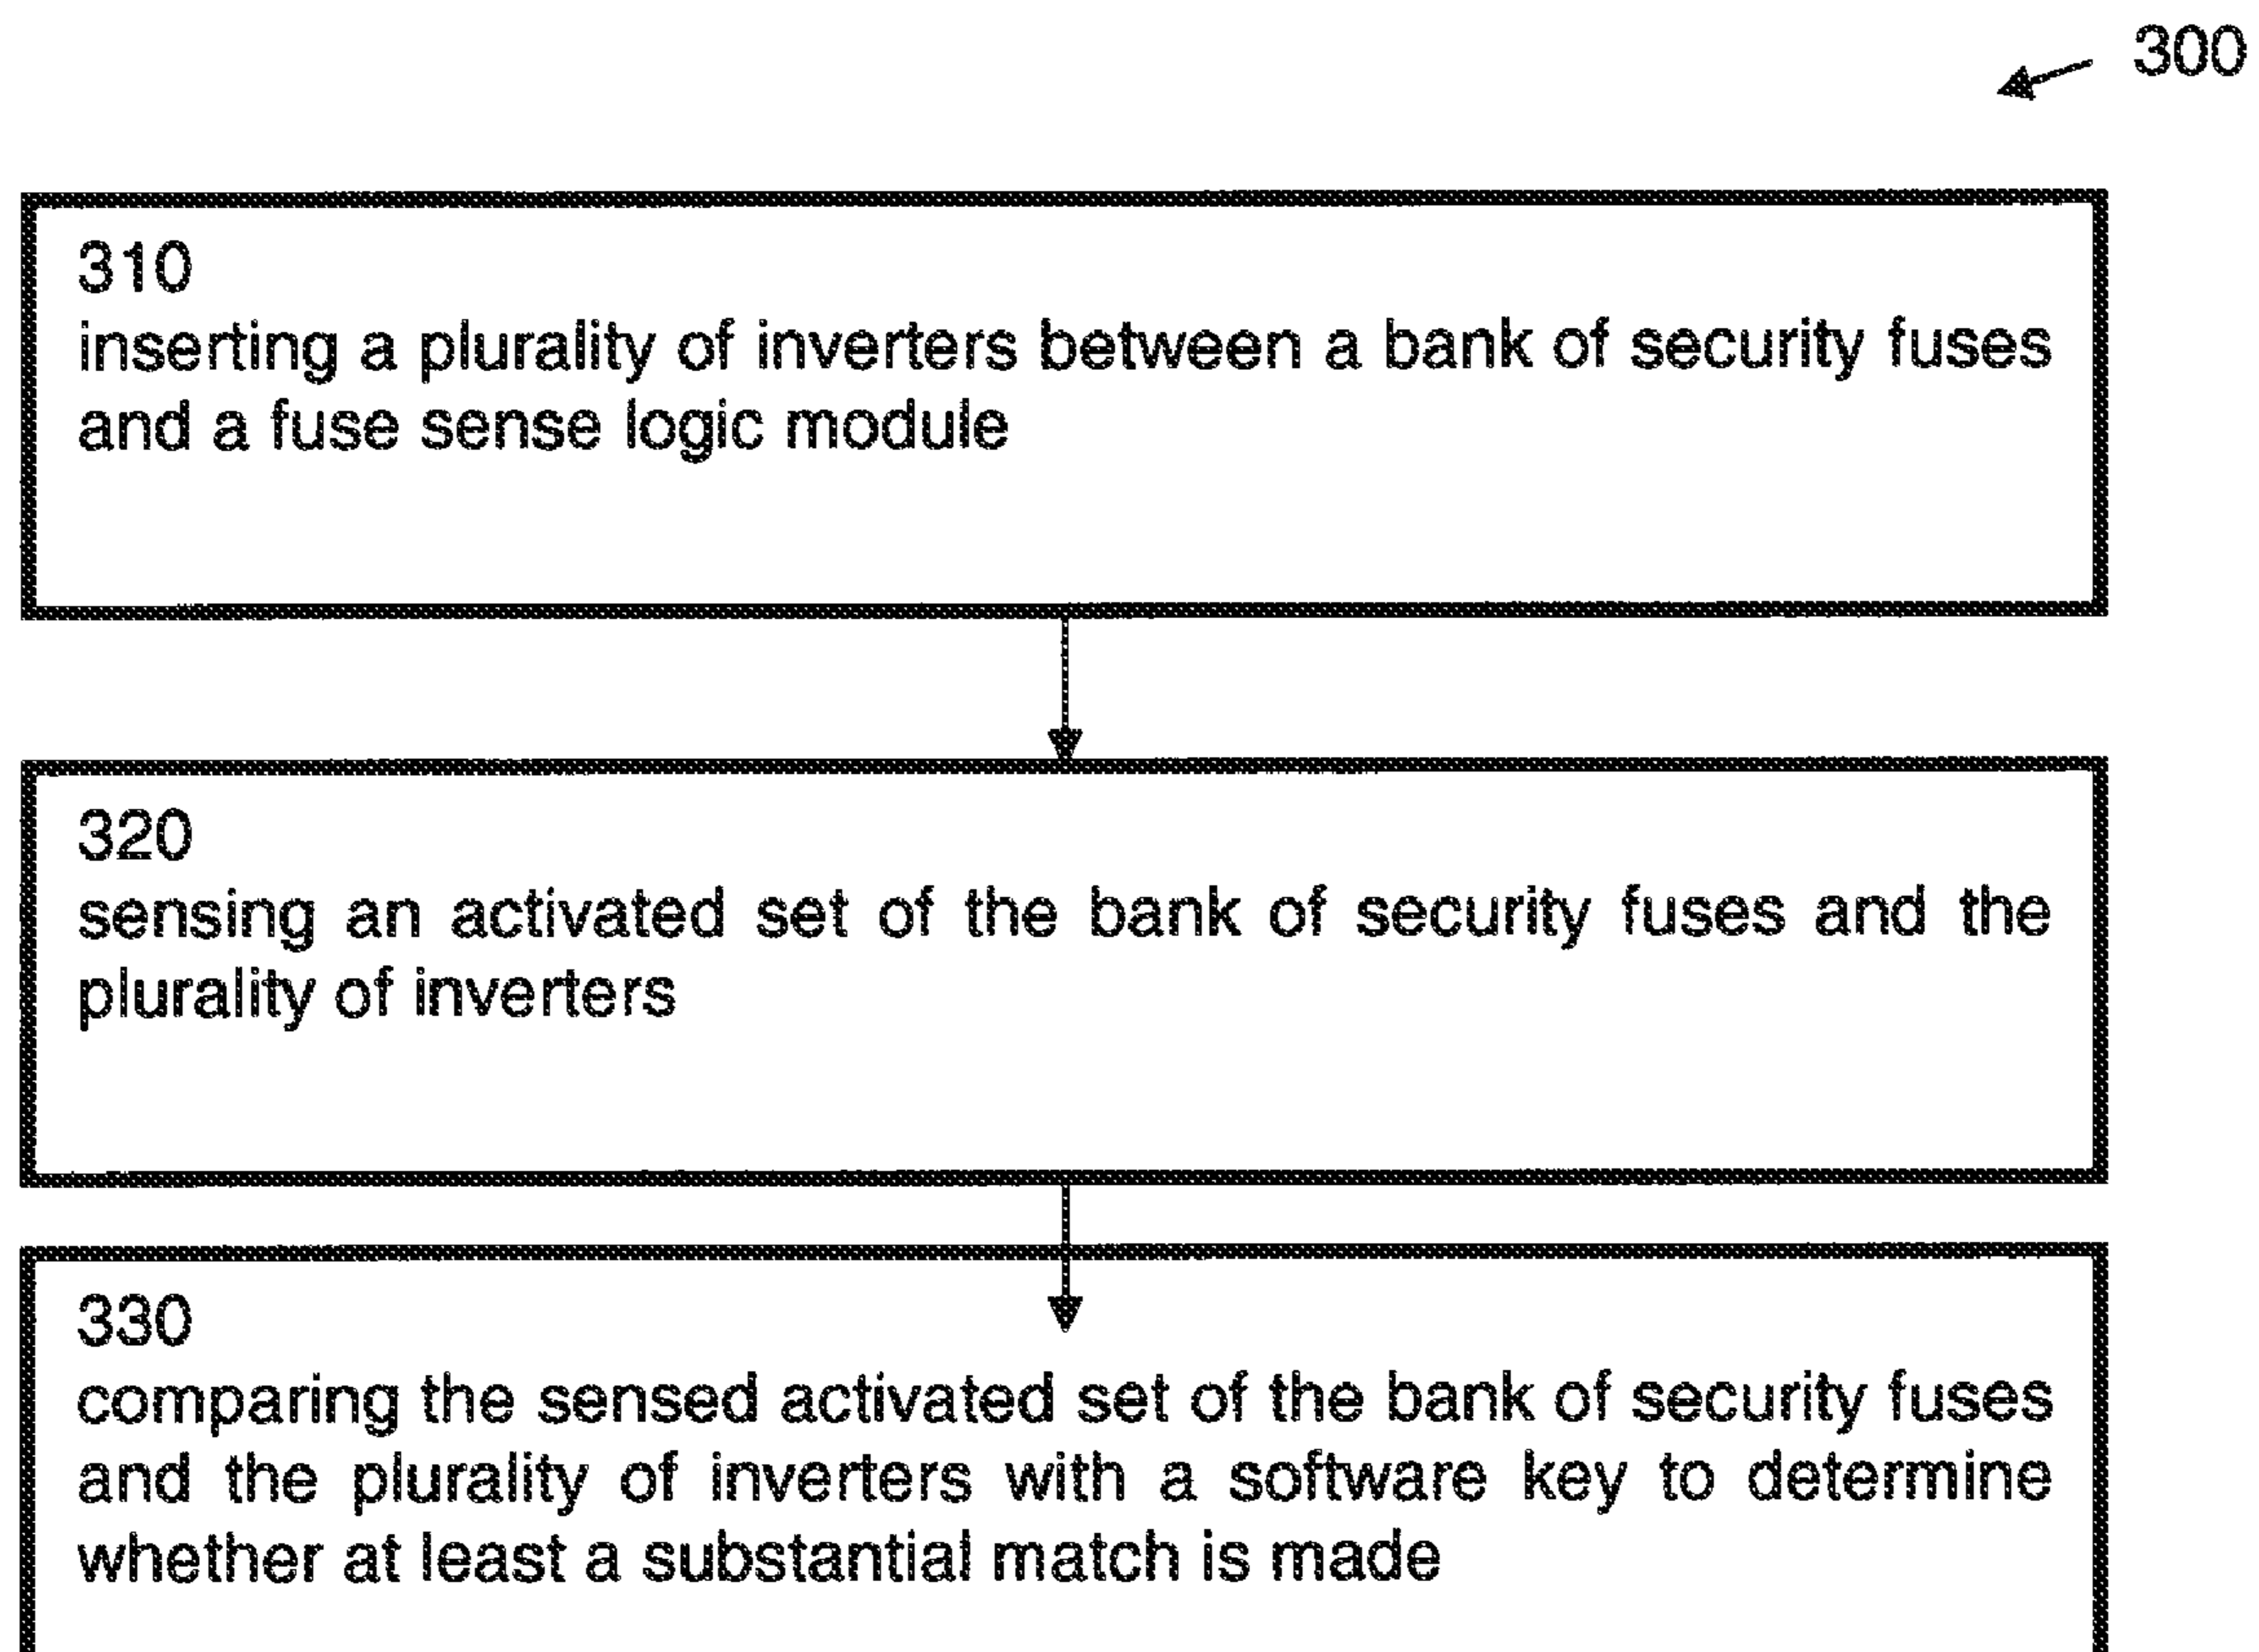 300
310
inserting a plurality of inverters between a bank of security fuses
and a fuse sense logic module
320
sensing an activated set of the bank of security fuses and the
plurality of inverters
330
comparing the sensed activated set of the bank of security fuses
and the plurality of inverters with a software key to determine
whether at least a substantial match is made